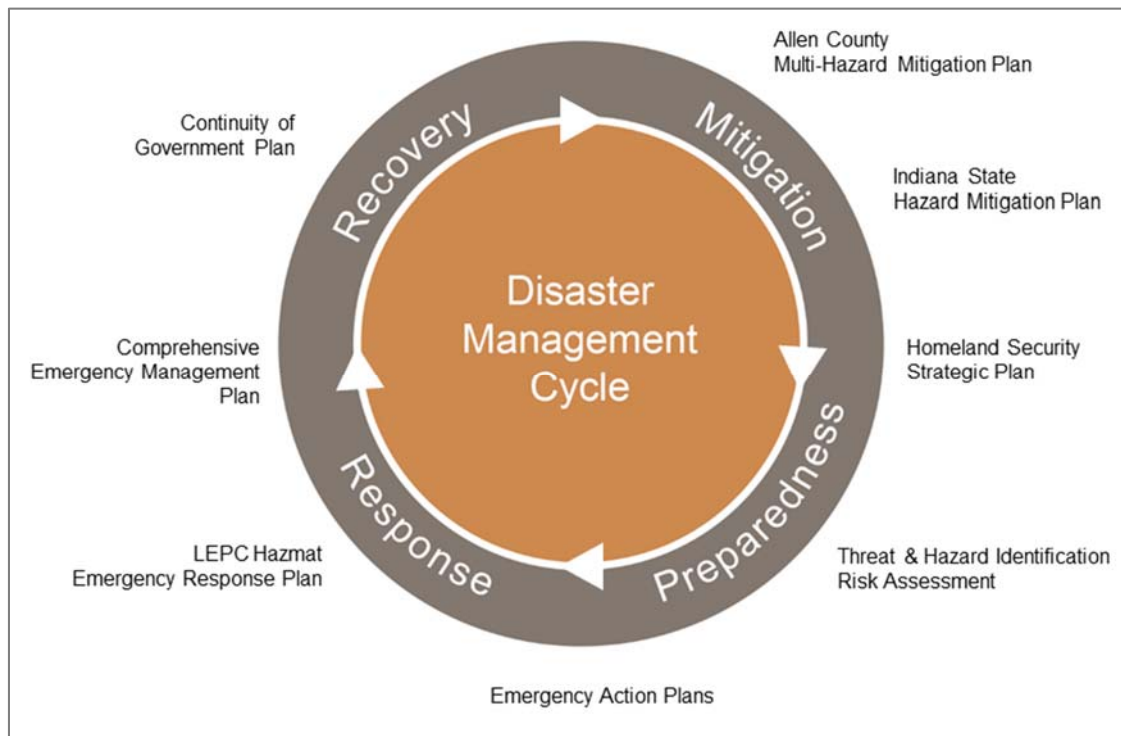 Allen County
Multi-Hazard Mitigation Plan
Continuity of
Government Plan
Recovery
Mitigation
Indiana State
Hazard Mitigation Plan
Disaster
Management
Cycle
Comprehensive
Emergency Management
Plan
Homeland Security
Strategic Plan
Response
Preparedness
LEPC Hazmat
Emergency Response Plan
Threat & Hazard Identification
Risk Assessment
Emergency Action Plans